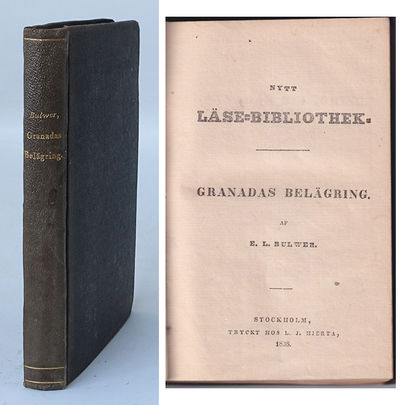 Bulwer,
Granadas
Belägring.
NYTT
LÄSE-BIBLIOTHEK.
GRANADAS BELÄGRING.
AF
E. L. BULWER.
STOCKHOLM,
TRYCKT HOS L. J. HJERTA,
1838.